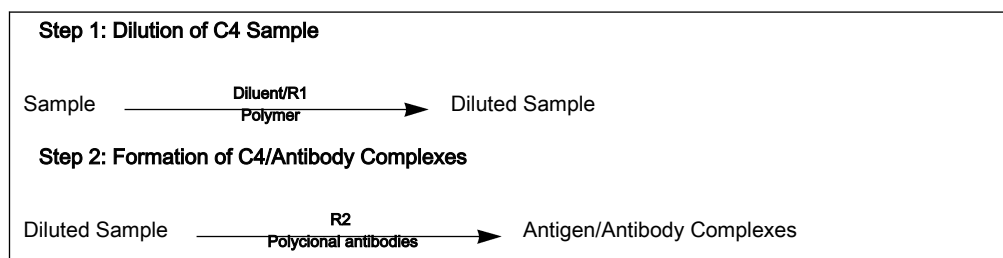 Step 1: Dilution of C4 Sample
Diluent/R1
Sample Diluted Sample
Polymer
Step 2: Formation of C4/Antibody Complexes
R2
Diluted Sample Antigen/Antibody Complexes
Polyclonal antibodies